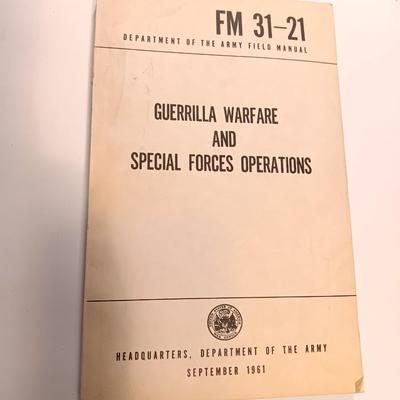 FM 31-21
DEPARTMENT OF THE ARMY FIELD MANUAL
GUERRILLA WARFARE
AND
SPECIAL FORCES OPERATIONS
HEADQUARTERS, DEPARTMENT OF THE ARMY
SEPTEMBER 1961